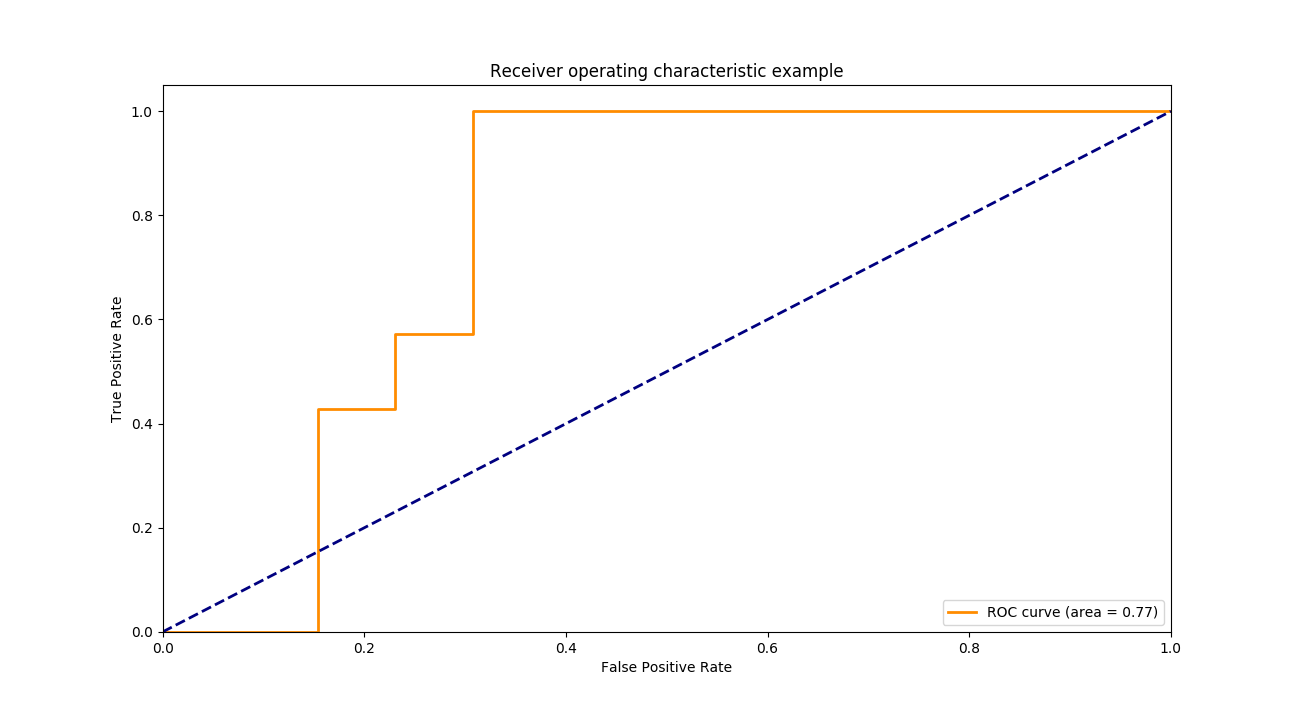 Receiver operating characteristic example
1.0
0.8
0.6
0.4
0.2
0.0
True Positive Rate
ROC curve (area = 0.77)
0.0 0.2 0.4 0.6 0.8 1.0
False Positive Rate